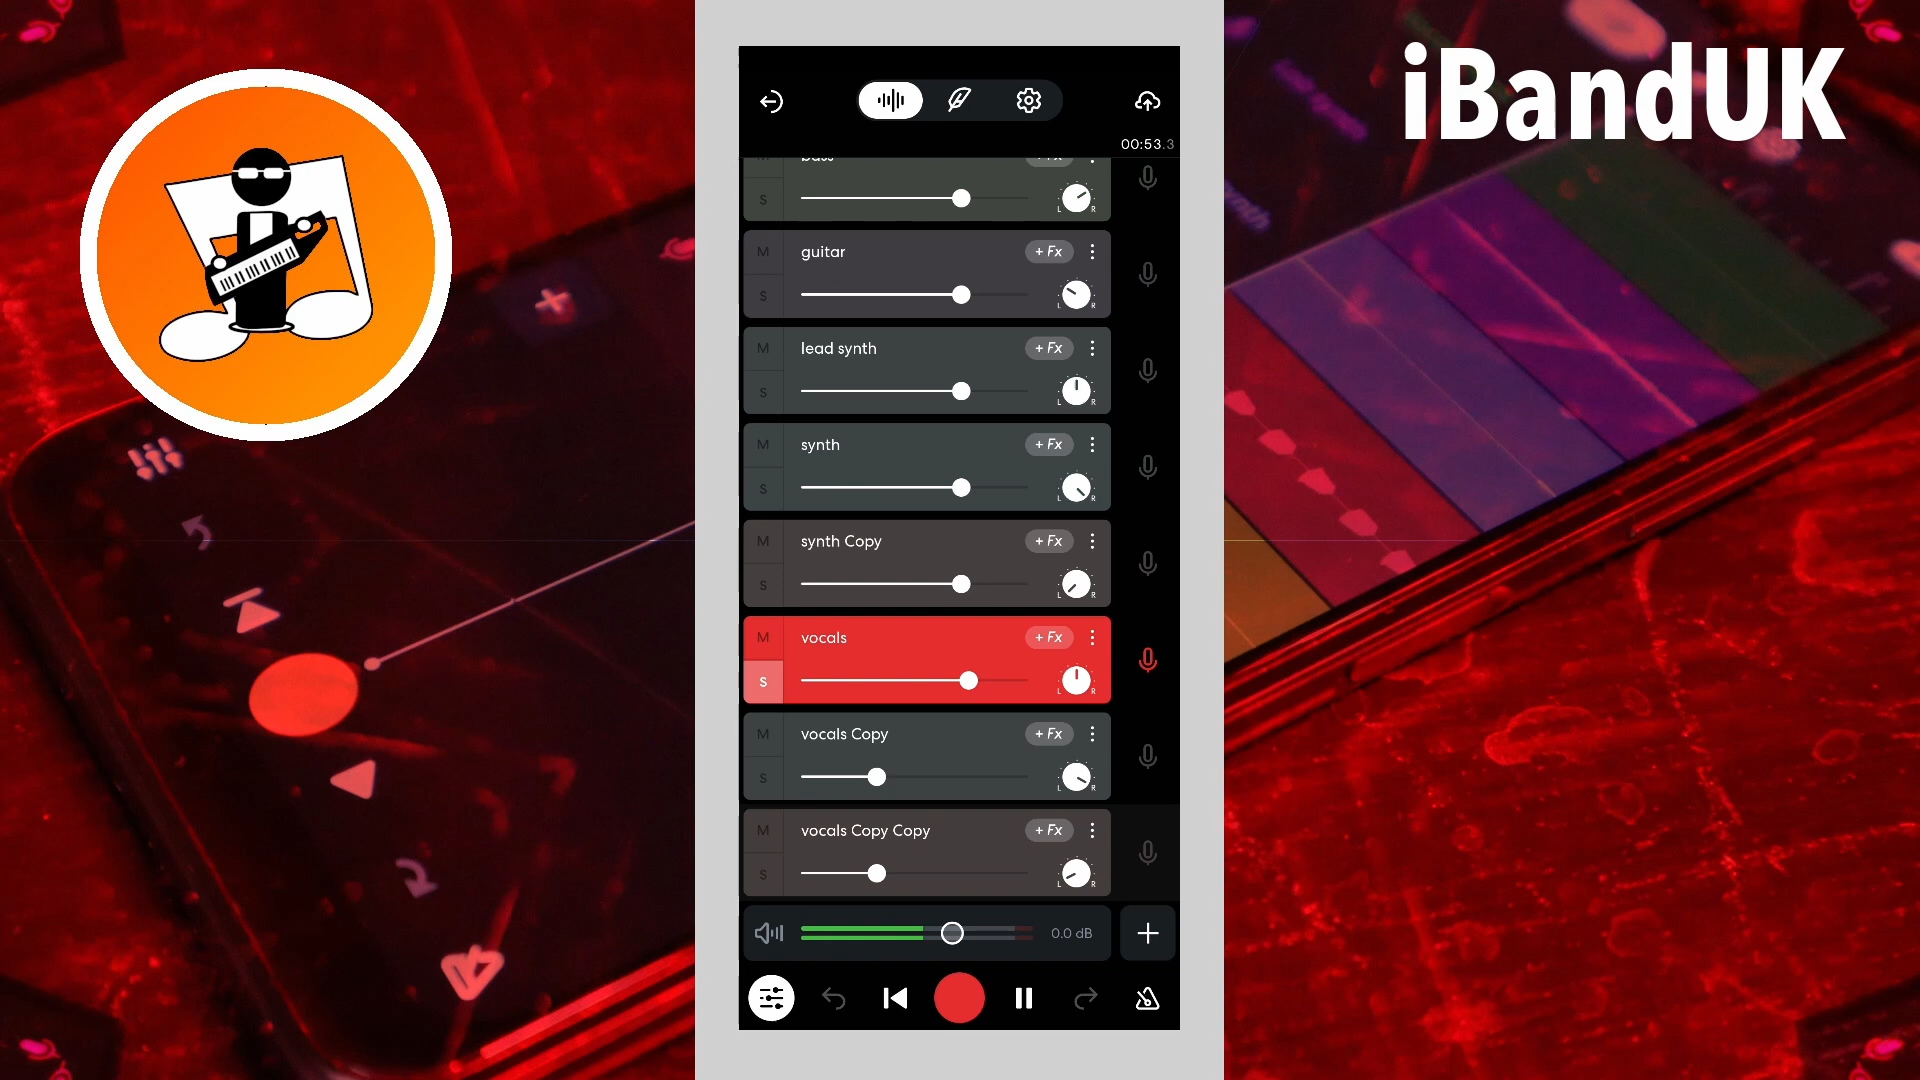 iBandUK
00:53.3
bass
S
L R
M guitar + Fx
S
L R
M lead synth + Fx
S
L R
M synth + Fx
S
L R
M synth Copy + Fx
S
L R
M vocals + Fx
S
L R
M vocals Copy + Fx
S
L R
M vocals Copy Copy + Fx
S
L R
0.0 dB